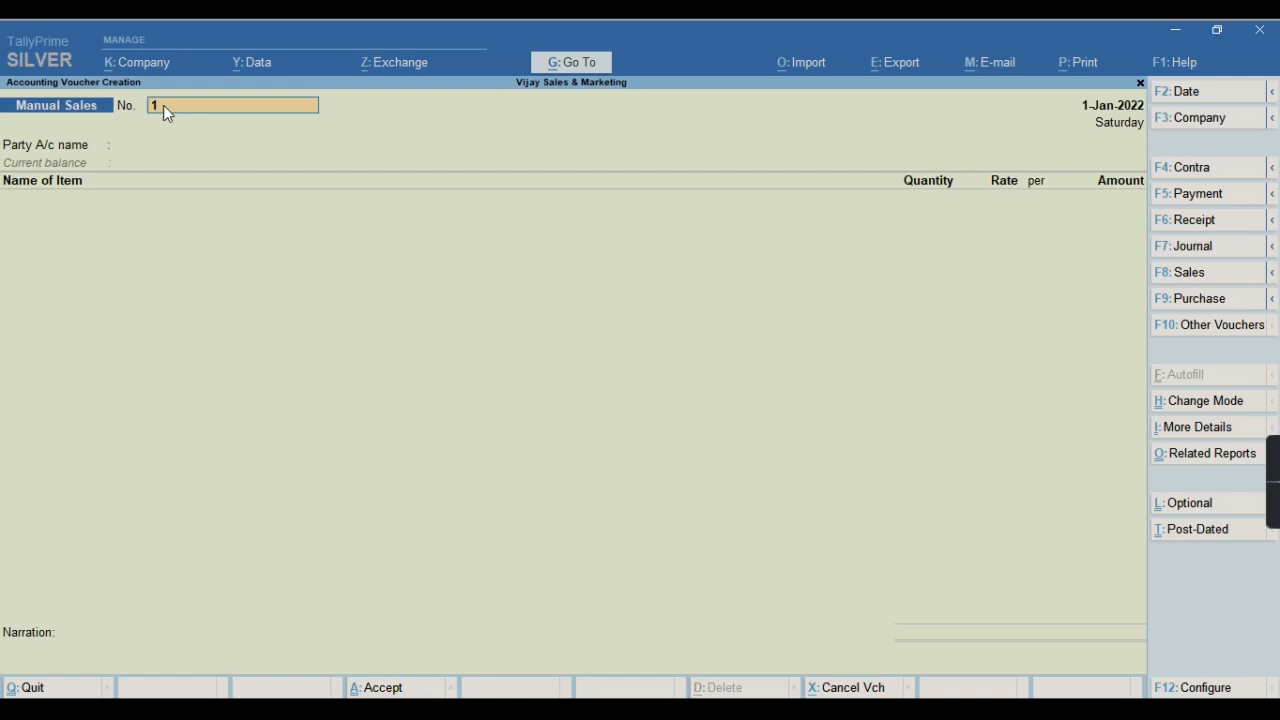 TallyPrime
MANAGE
SILVER
K: Company
Y: Data
Z: Exchange
G: Go To
O: Import
E: Export
M: E-mail
P: Print
F1: Help
Accounting Voucher Creation
Vijay Sales & Marketing
Manual Sales No. 1
1-Jan-2022
Saturday
Party A/c name :
Current balance :
Name of Item
Quantity
Rate per
Amount
Narration:
F2: Date
F3: Company
F4: Contra
F5: Payment
F6: Receipt
F7: Journal
F8: Sales
F9: Purchase
F10: Other Vouchers
F: Autofill
H: Change Mode
I: More Details
O: Related Reports
L: Optional
T: Post-Dated
Q: Quit
A: Accept
D: Delete
X: Cancel Vch
F12: Configure